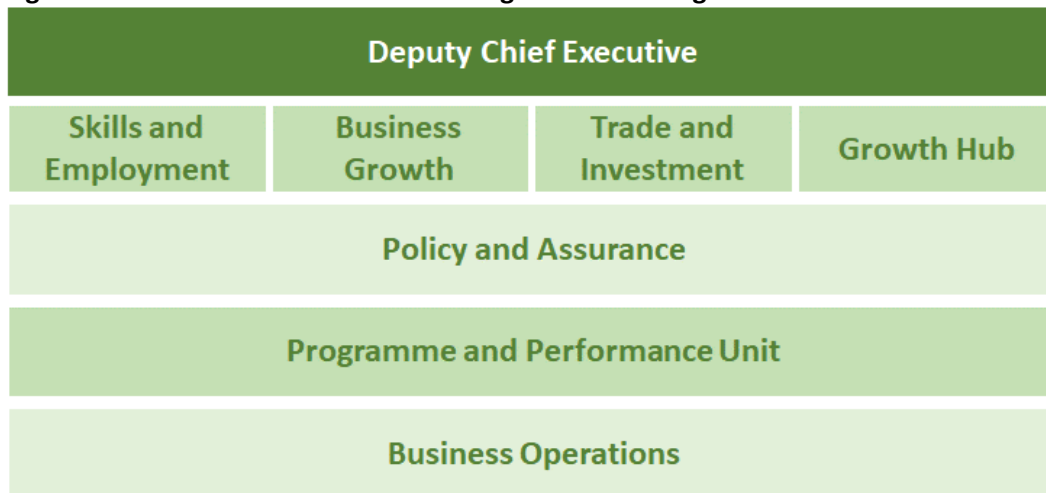 Deputy Chief Executive
Skills and
Employment
Business
Growth
Trade and
Investment
Growth Hub
Policy and Assurance
Programme and Performance Unit
Business Operations